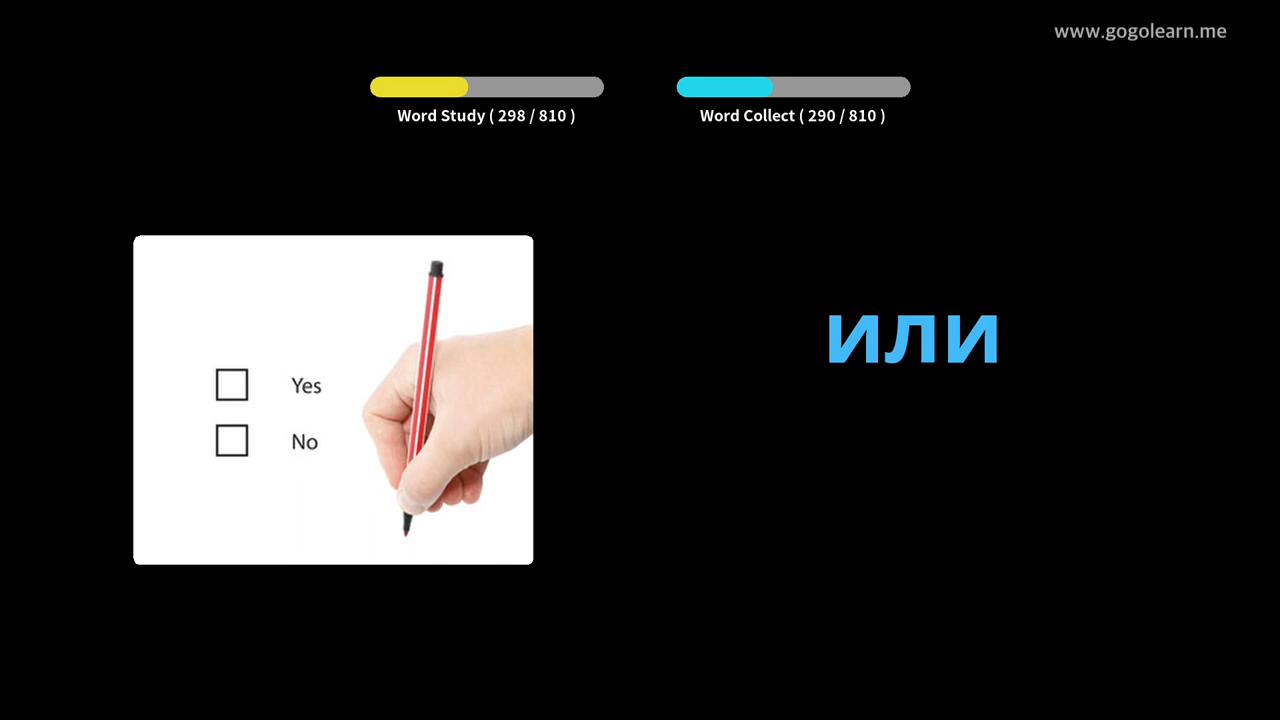 www.gogolearn.me
Word Study ( 298 / 810 )
Word Collect ( 290 / 810 )
или
Yes
No